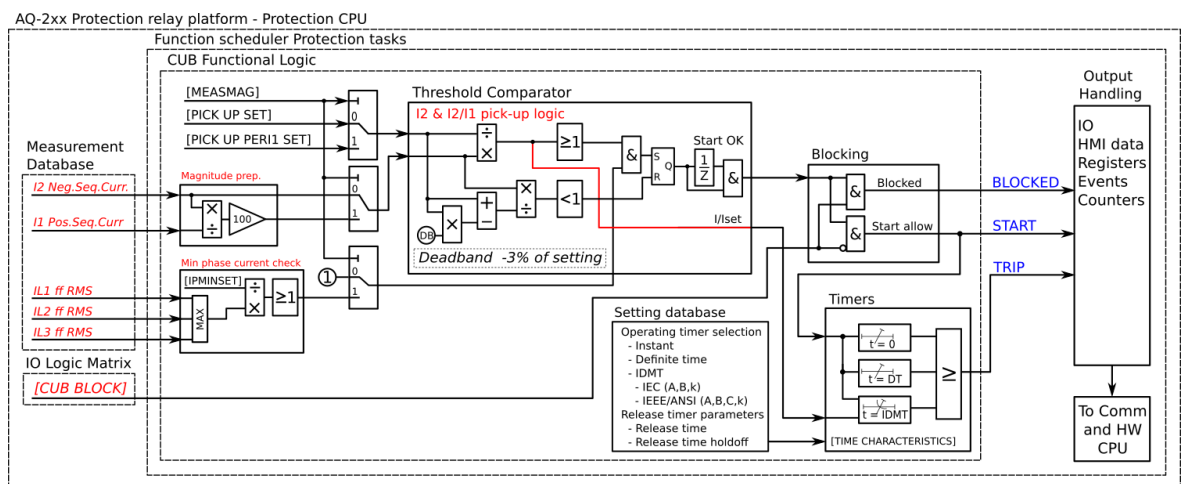 AQ-2xx Protection relay platform - Protection CPU
Function scheduler Protection tasks
CUB Functional Logic
Measurement
Database
I2 Neg.Seq.Curr.
I1 Pos.Seq.Curr
IL1 ff RMS
IL2 ff RMS
IL3 ff RMS
IO Logic Matrix
[CUB BLOCK]
[MEASMAG]
[PICK UP SET]
[PICK UP PERI1 SET]
0
1
Magnitude prep.
×
÷
100
0
1
Min phase current check
[IPMINSET]
MAX
÷
×
≥1
1
0
1
Threshold Comparator
I2 & I2/I1 pick-up logic
÷
×
≥1
&
S
R
Q
Start OK
1
Z
&
DB
×
+
−
×
÷
<1
I/Iset
Deadband -3% of setting
Blocking
&
Blocked
&
Start allow
Setting database
Operating timer selection
- Instant
- Definite time
- IDMT
- IEC (A,B,k)
- IEEE/ANSI (A,B,C,k)
Release timer parameters
- Release time
- Release time holdoff
Timers
t = 0
t = DT
t = IDMT
≥
[TIME CHARACTERISTICS]
BLOCKED
START
TRIP
Output
Handling
IO
HMI data
Registers
Events
Counters
To Comm
and HW
CPU